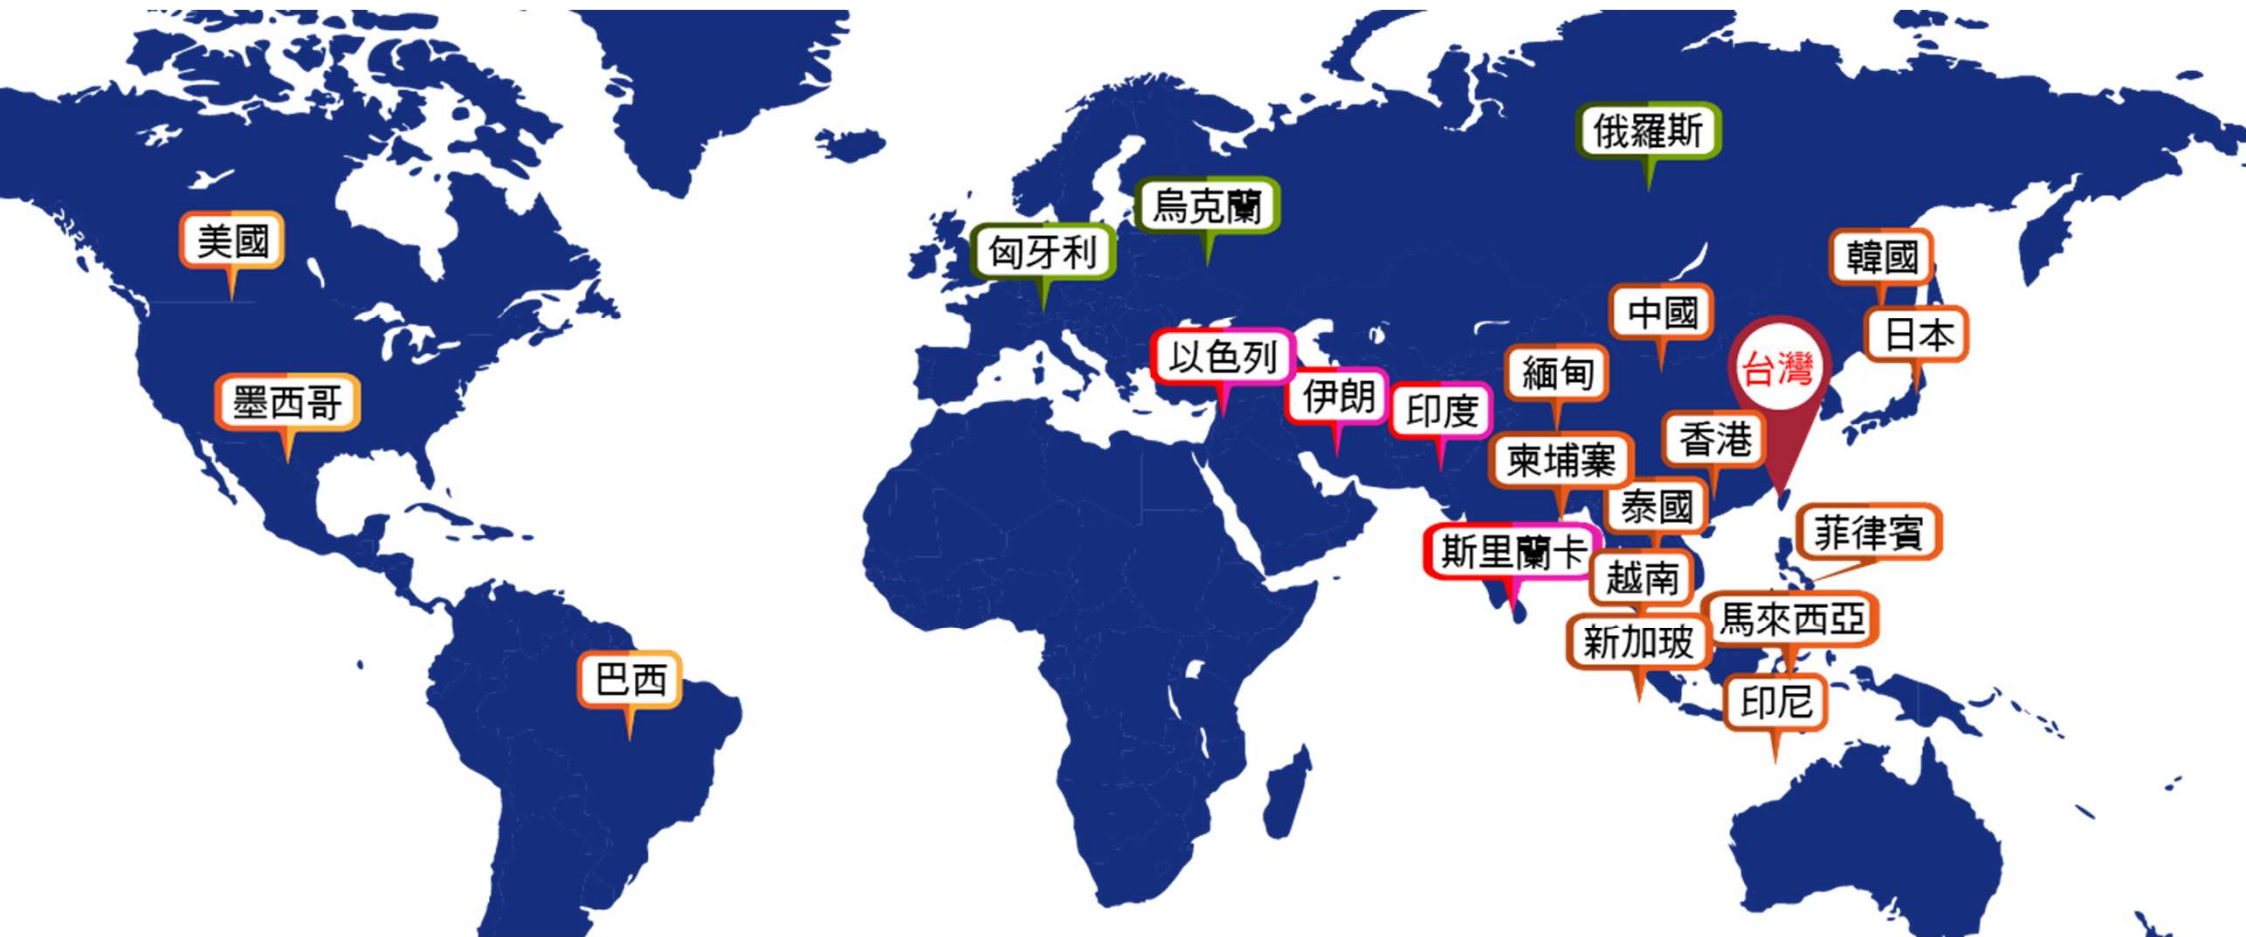 俄羅斯
烏克蘭
匈牙利
美國
韓國
中國
日本
以色列
緬甸
台灣
伊朗
墨西哥
印度
香港
柬埔寨
泰國
菲律賓
斯里蘭卡
越南
馬來西亞
新加玻
巴西
印尼